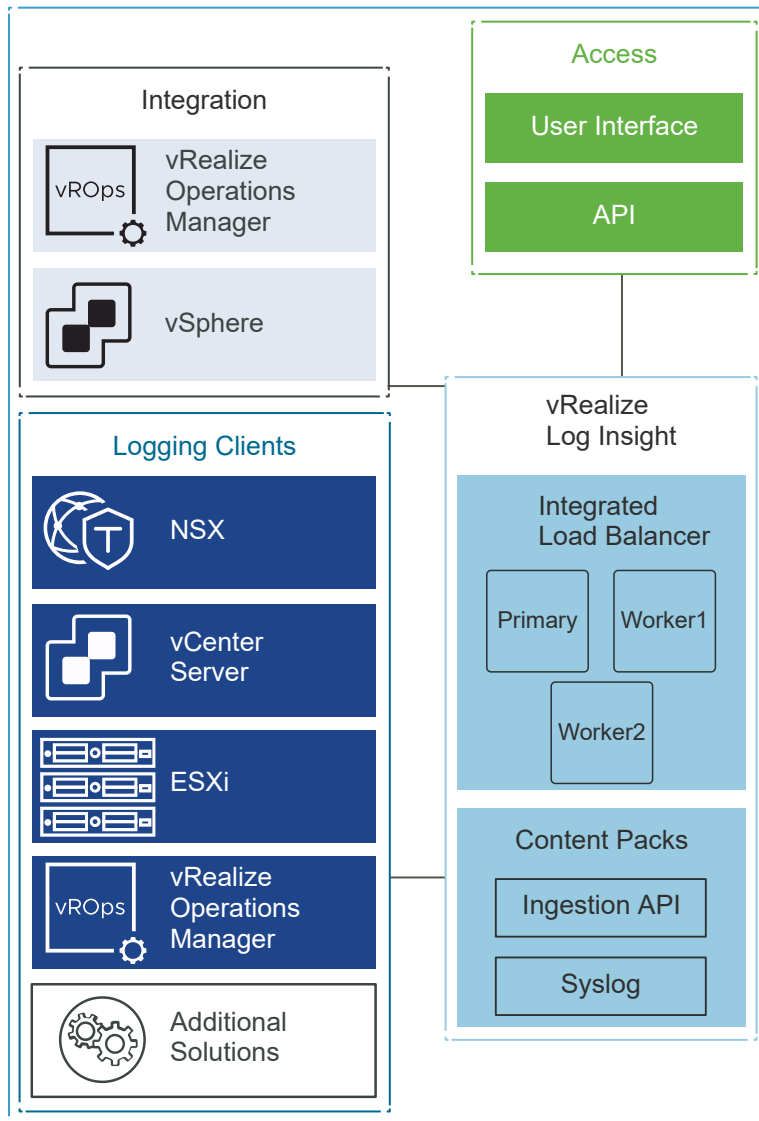 Integration
vROps
vRealize
Operations
Manager
vSphere
Access
User Interface
API
Logging Clients
T
NSX
vCenter
Server
ESXi
vROps
vRealize
Operations
Manager
Additional
Solutions
vRealize
Log Insight
Integrated
Load Balancer
Primary
Worker1
Worker2
Content Packs
Ingestion API
Syslog